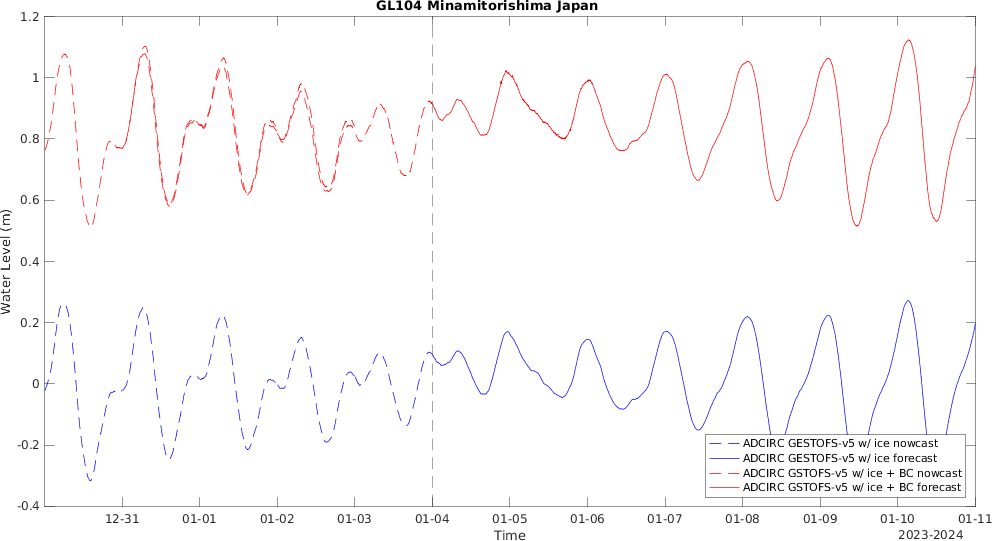 GL104 Minamitorishima Japan
1.2
1
0.8
0.6
0.4
0.2
0
-0.2
-0.4
Water Level (m)
ADCIRC GESTOFS-v5 w/ ice nowcast
ADCIRC GESTOFS-v5 w/ ice forecast
ADCIRC GSTOFS-v5 w/ ice + BC nowcast
ADCIRC GSTOFS-v5 w/ ice + BC forecast
12-31 01-01 01-02 01-03 01-04 01-05 01-06 01-07 01-08 01-09 01-10 01-11
Time
2023-2024